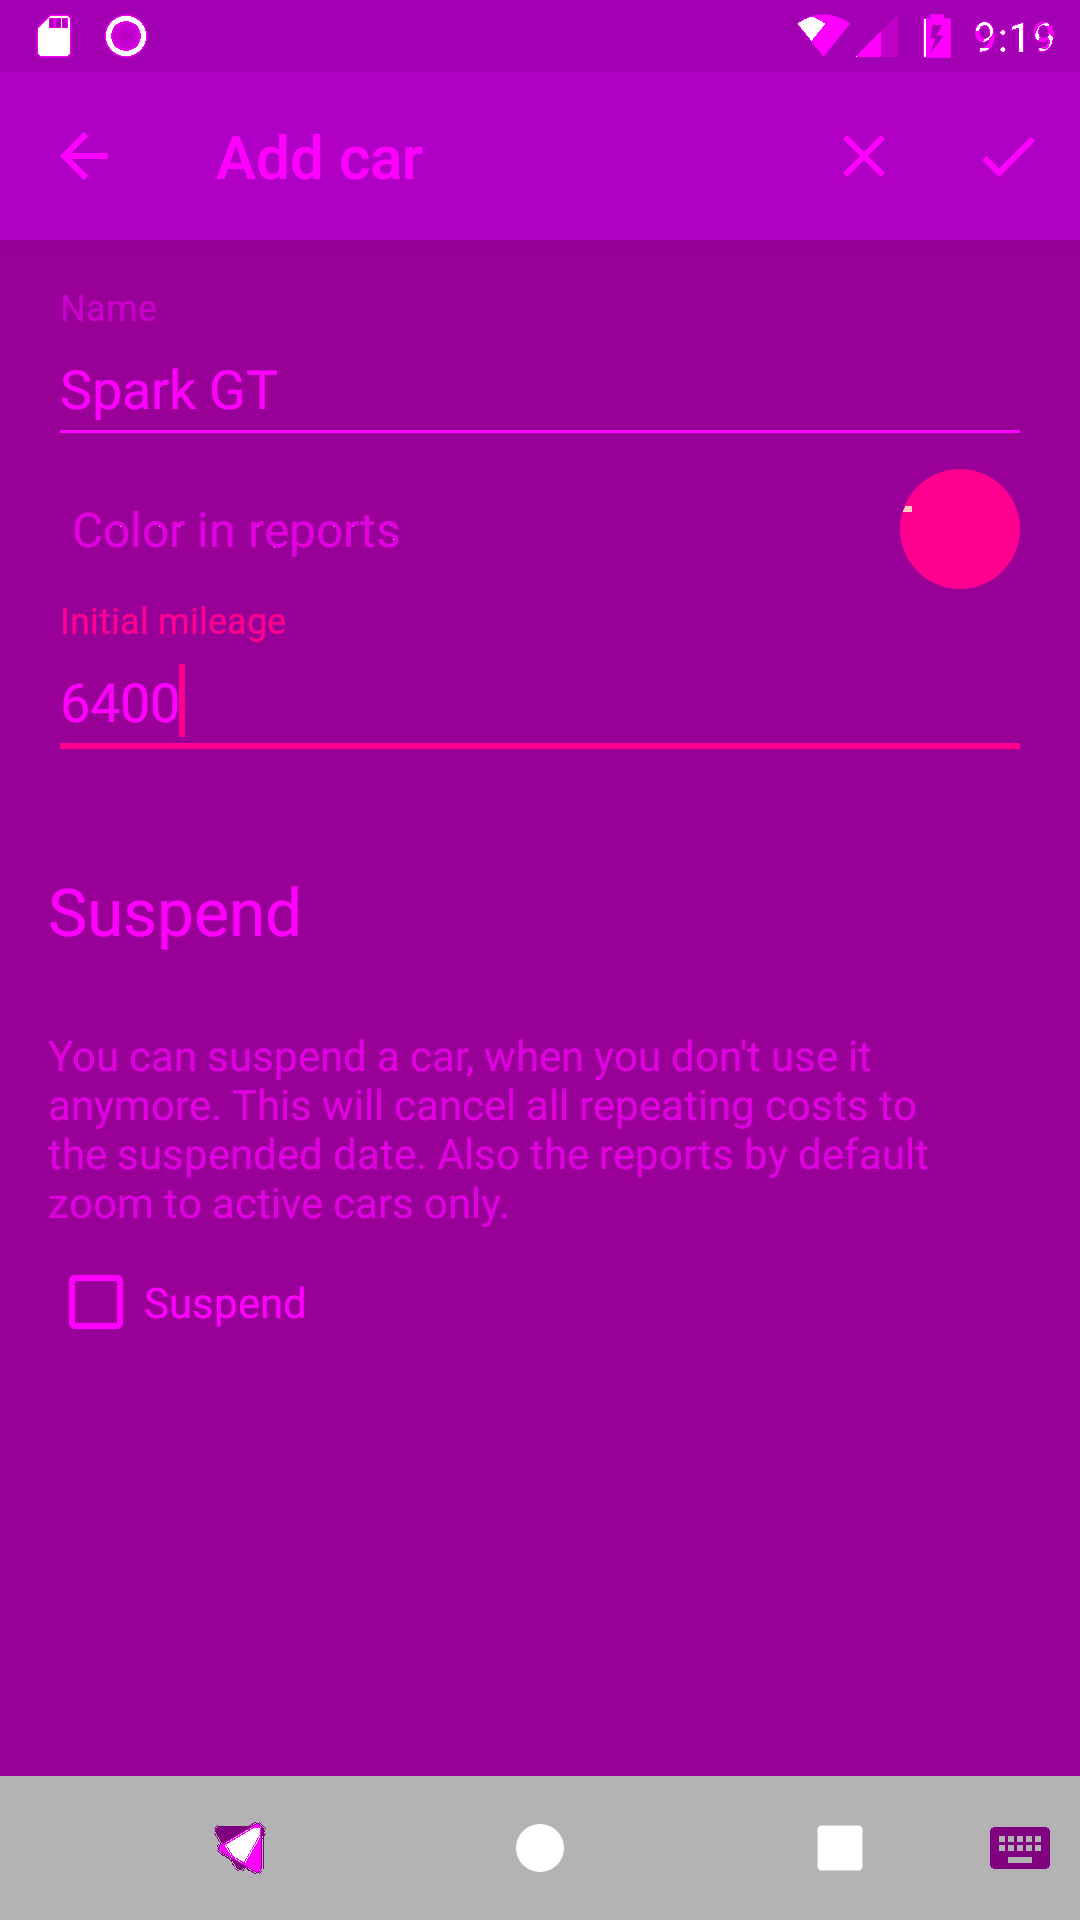 9:19
Add car
Name
Spark GT
Color in reports
Initial mileage
6400
Suspend
You can suspend a car, when you don't use it
anymore. This will cancel all repeating costs to
the suspended date. Also the reports by default
zoom to active cars only.
Suspend